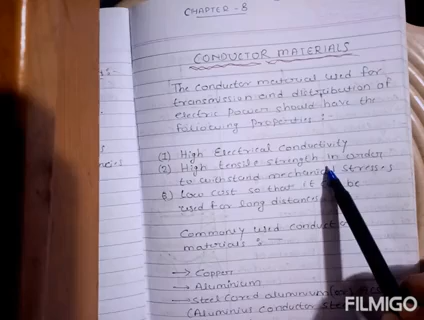 CHAPTER - 8
CONDUCTOR MATERIALS
The conductor material used for
transmission and distribution of
electric power should have the
following Properties :-
(1) High Electrical Conductivity
(2) High tensile strength in order
to withstand mechanical stresses
(3) Low cost so that it can be
used for long distances
Commonly used conductor
materials :-
→ Copper
→ Aluminium
→ Steel cored aluminium
(Aluminium Conductor Steel
FILMIGO